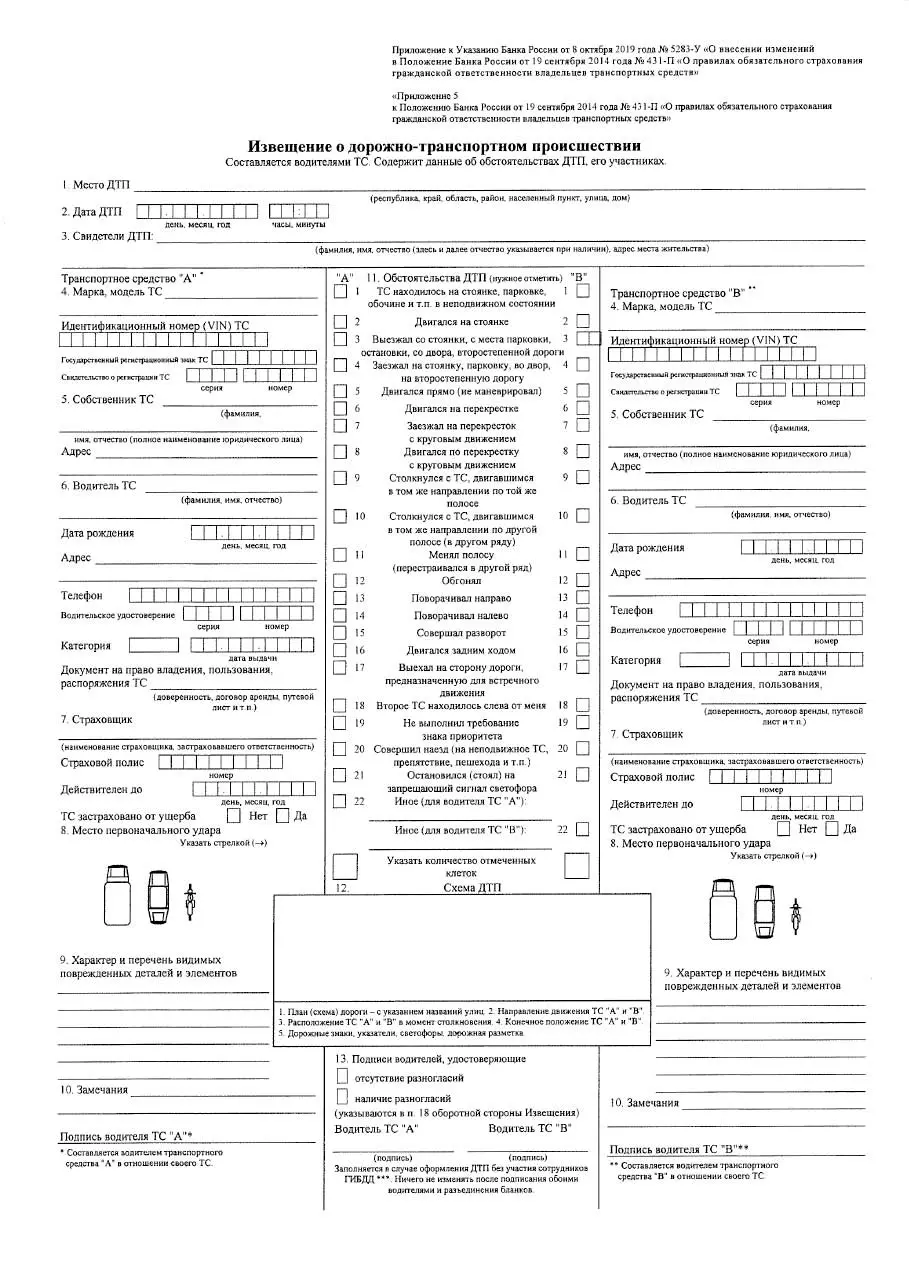 Приложение к Указанию Банка России от 8 октября 2019 года № 5283-У «О внесении изменений
в Положение Банка России от 19 сентября 2014 года № 431-П «О правилах обязательного страхования
гражданской ответственности владельцев транспортных средств»
«Приложение 5
к Положению Банка России от 19 сентября 2014 года № 431-П «О правилах обязательного страхования
гражданской ответственности владельцев транспортных средств»
Извещение о дорожно-транспортном происшествии
Составляется водителями ТС. Содержит данные об обстоятельствах ДТП, его участниках.
1. Место ДТП
(республика, край, область, район, населенный пункт, улица, дом)
2. Дата ДТП
день, месяц, год часы, минуты
3. Свидетели ДТП:
(фамилия, имя, отчество (здесь и далее отчество указывается при наличии), адрес места жительства)
Транспортное средство "А" *
4. Марка, модель ТС
Идентификационный номер (VIN) ТС
Государственный регистрационный знак ТС
Свидетельство о регистрации ТС
серия номер
5. Собственник ТС
(фамилия,
имя, отчество (полное наименование юридического лица)
Адрес
6. Водитель ТС
(фамилия, имя, отчество)
Дата рождения
день, месяц, год
Адрес
Телефон
Водительское удостоверение
серия номер
Категория
дата выдачи
Документ на право владения, пользования,
распоряжения ТС
(доверенность, договор аренды, путевой
лист и т.п.)
7. Страховщик
(наименование страховщика, застраховавшего ответственность)
Страховой полис
номер
Действителен до
день, месяц, год
ТС застраховано от ущерба Нет Да
8. Место первоначального удара
Указать стрелкой (→)
9. Характер и перечень видимых
поврежденных деталей и элементов
10. Замечания
Подпись водителя ТС "А"*
* Составляется водителем транспортного
средства "А" в отношении своего ТС.
"А" 11. Обстоятельства ДТП (нужное отметить) "В"
1 ТС находилось на стоянке, парковке, 1
обочине и т.п. в неподвижном состоянии
2 Двигался на стоянке 2
3 Выезжал со стоянки, с места парковки, 3
остановки, со двора, второстепенной дороги
4 Заезжал на стоянку, парковку, во двор, 4
на второстепенную дорогу
5 Двигался прямо (не маневрировал) 5
6 Двигался на перекрестке 6
7 Заезжал на перекресток 7
с круговым движением
8 Двигался по перекрестку 8
с круговым движением
9 Столкнулся с ТС, двигавшимся 9
в том же направлении по той же
полосе
10 Столкнулся с ТС, двигавшимся 10
в том же направлении по другой
полосе (в другом ряду)
11 Менял полосу 11
(перестраивался в другой ряд)
12 Обгонял 12
13 Поворачивал направо 13
14 Поворачивал налево 14
15 Совершал разворот 15
16 Двигался задним ходом 16
17 Выехал на сторону дороги, 17
предназначенную для встречного
движения
18 Второе ТС находилось слева от меня 18
19 Не выполнил требование 19
знака приоритета
20 Совершил наезд (на неподвижное ТС, 20
препятствие, пешехода и т.п.)
21 Остановился (стоял) на 21
запрещающий сигнал светофора
22 Иное (для водителя ТС "А"):
Иное (для водителя ТС "В"): 22
Указать количество отмеченных
клеток
12. Схема ДТП
1. План (схема) дороги – с указанием названий улиц. 2. Направление движения ТС "А" и "В".
3. Расположение ТС "А" и "В" в момент столкновения. 4. Конечное положение ТС "А" и "В".
5. Дорожные знаки, указатели, светофоры, дорожная разметка.
13. Подписи водителей, удостоверяющие
отсутствие разногласий
наличие разногласий
(указываются в п. 18 оборотной стороны Извещения)
Водитель ТС "А" Водитель ТС "В"
(подпись) (подпись)
Заполняется в случае оформления ДТП без участия сотрудников
ГИБДД ***. Ничего не изменять после подписания обоими
водителями и разъединения бланков.
Транспортное средство "В" **
4. Марка, модель ТС
Идентификационный номер (VIN) ТС
Государственный регистрационный знак ТС
Свидетельство о регистрации ТС
серия номер
5. Собственник ТС
(фамилия,
имя, отчество (полное наименование юридического лица)
Адрес
6. Водитель ТС
(фамилия, имя, отчество)
Дата рождения
день, месяц, год
Адрес
Телефон
Водительское удостоверение
серия номер
Категория
дата выдачи
Документ на право владения, пользования,
распоряжения ТС
(доверенность, договор аренды, путевой
лист и т.п.)
7. Страховщик
(наименование страховщика, застраховавшего ответственность)
Страховой полис
номер
Действителен до
день, месяц, год
ТС застраховано от ущерба Нет Да
8. Место первоначального удара
Указать стрелкой (→)
9. Характер и перечень видимых
поврежденных деталей и элементов
10. Замечания
Подпись водителя ТС "В"**
** Составляется водителем транспортного
средства "В" в отношении своего ТС.